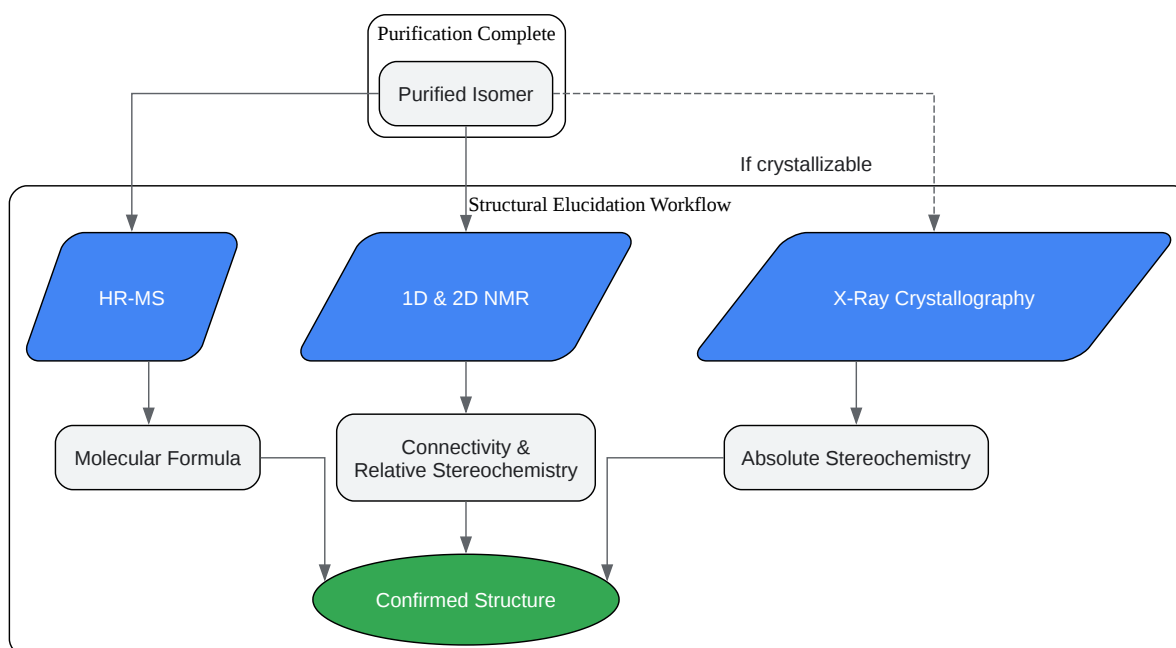 Purification Complete
Purified Isomer
If crystallizable
Structural Elucidation Workflow
HR-MS
1D & 2D NMR
X-Ray Crystallography
Molecular Formula
Connectivity &
Relative Stereochemistry
Absolute Stereochemistry
Confirmed Structure